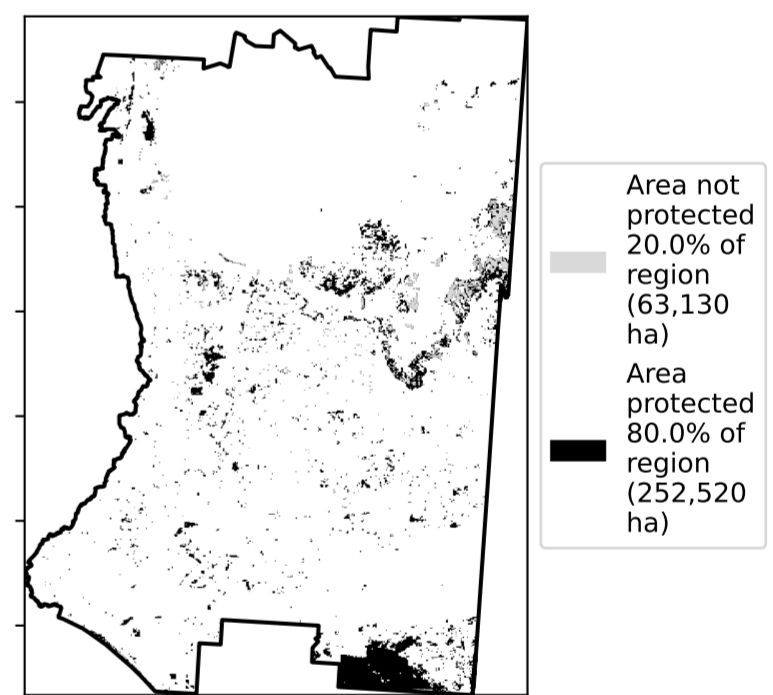 Area not
protected
20.0% of
region
(63,130
ha)
Area
protected
80.0% of
region
(252,520
ha)